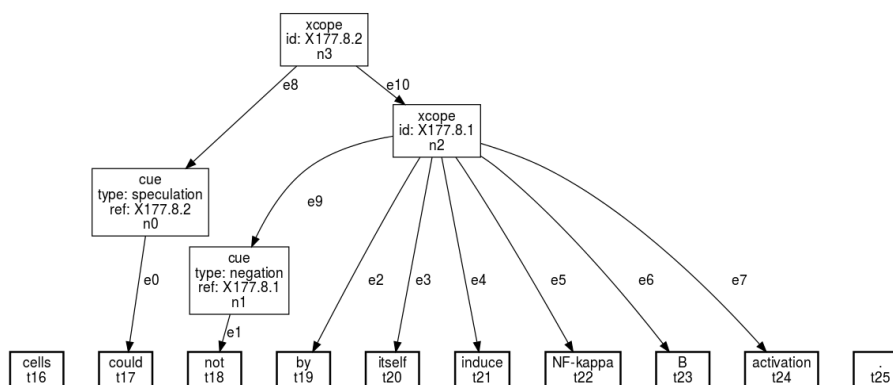 xcope
id: X177.8.2
n3
e8
e10
xcope
id: X177.8.1
n2
cue
type: speculation
ref: X177.8.2
n0
e9
cue
type: negation
ref: X177.8.1
n1
e0
e2
e3
e4
e5
e6
e7
e1
cells
t16
could
t17
not
t18
by
t19
itself
t20
induce
t21
NF-kappa
t22
B
t23
activation
t24
.
t25